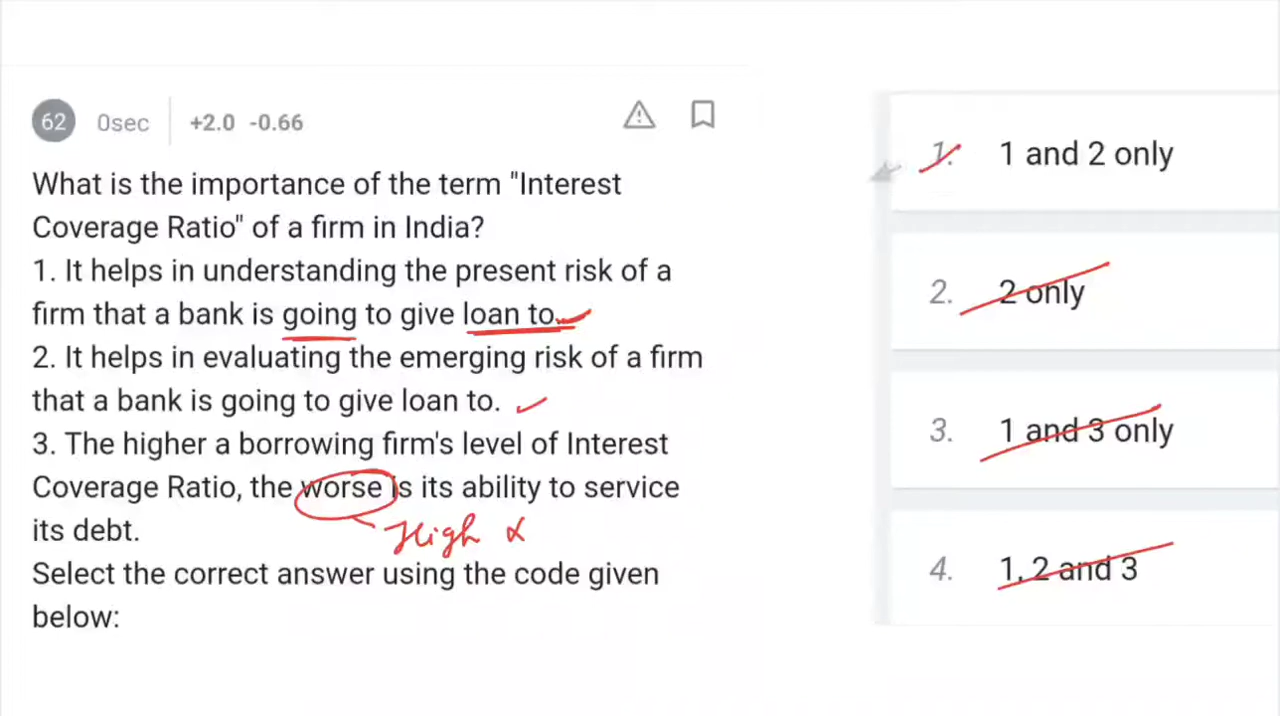 62 0sec +2.0 -0.66
What is the importance of the term "Interest
Coverage Ratio" of a firm in India?
1. It helps in understanding the present risk of a
firm that a bank is going to give loan to.
2. It helps in evaluating the emerging risk of a firm
that a bank is going to give loan to.
3. The higher a borrowing firm's level of Interest
Coverage Ratio, the worse is its ability to service
its debt.
High
Select the correct answer using the code given
below:
1. 1 and 2 only
2. 2 only
3. 1 and 3 only
4. 1, 2 and 3